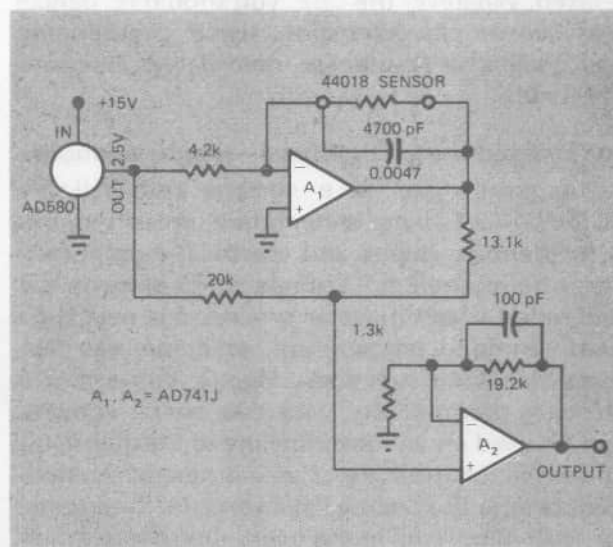 44018 SENSOR
+15V
IN
OUT 2.5V
4.2k
4700 pF
0.0047
A1
−
+
AD580
13.1k
20k
1.3k
100 pF
19.2k
A1, A2 = AD741J
A2
−
+
OUTPUT